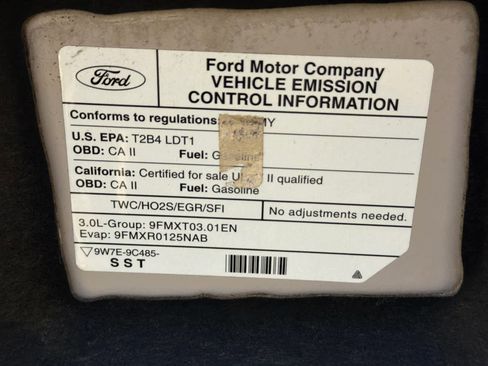 Ford
Ford Motor Company
VEHICLE EMISSION
CONTROL INFORMATION
Conforms to regulations: MY
U.S. EPA: T2B4 LDT1
OBD: CA II Fuel: Gasoline
California: Certified for sale II qualified
OBD: CA II Fuel: Gasoline
TWC/HO2S/EGR/SFI No adjustments needed.
3.0L-Group: 9FMXT03.01EN
Evap: 9FMXR0125NAB
9W7E-9C485-
SST